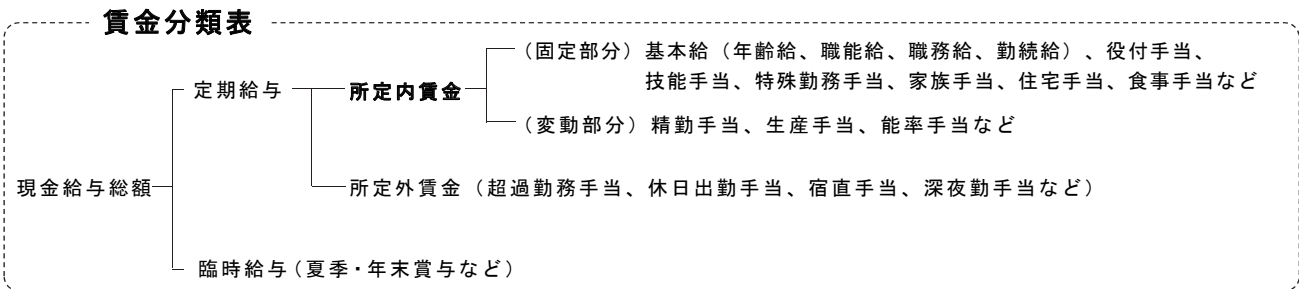 賃金分類表
（固定部分）基本給（年齢給、職能給、職務給、勤続給）、役付手当、
技能手当、特殊勤務手当、家族手当、住宅手当、食事手当など
定期給与
所定内賃金
（変動部分）精勤手当、生産手当、能率手当など
現金給与総額
所定外賃金（超過勤務手当、休日出勤手当、宿直手当、深夜勤手当など）
臨時給与（夏季・年末賞与など）